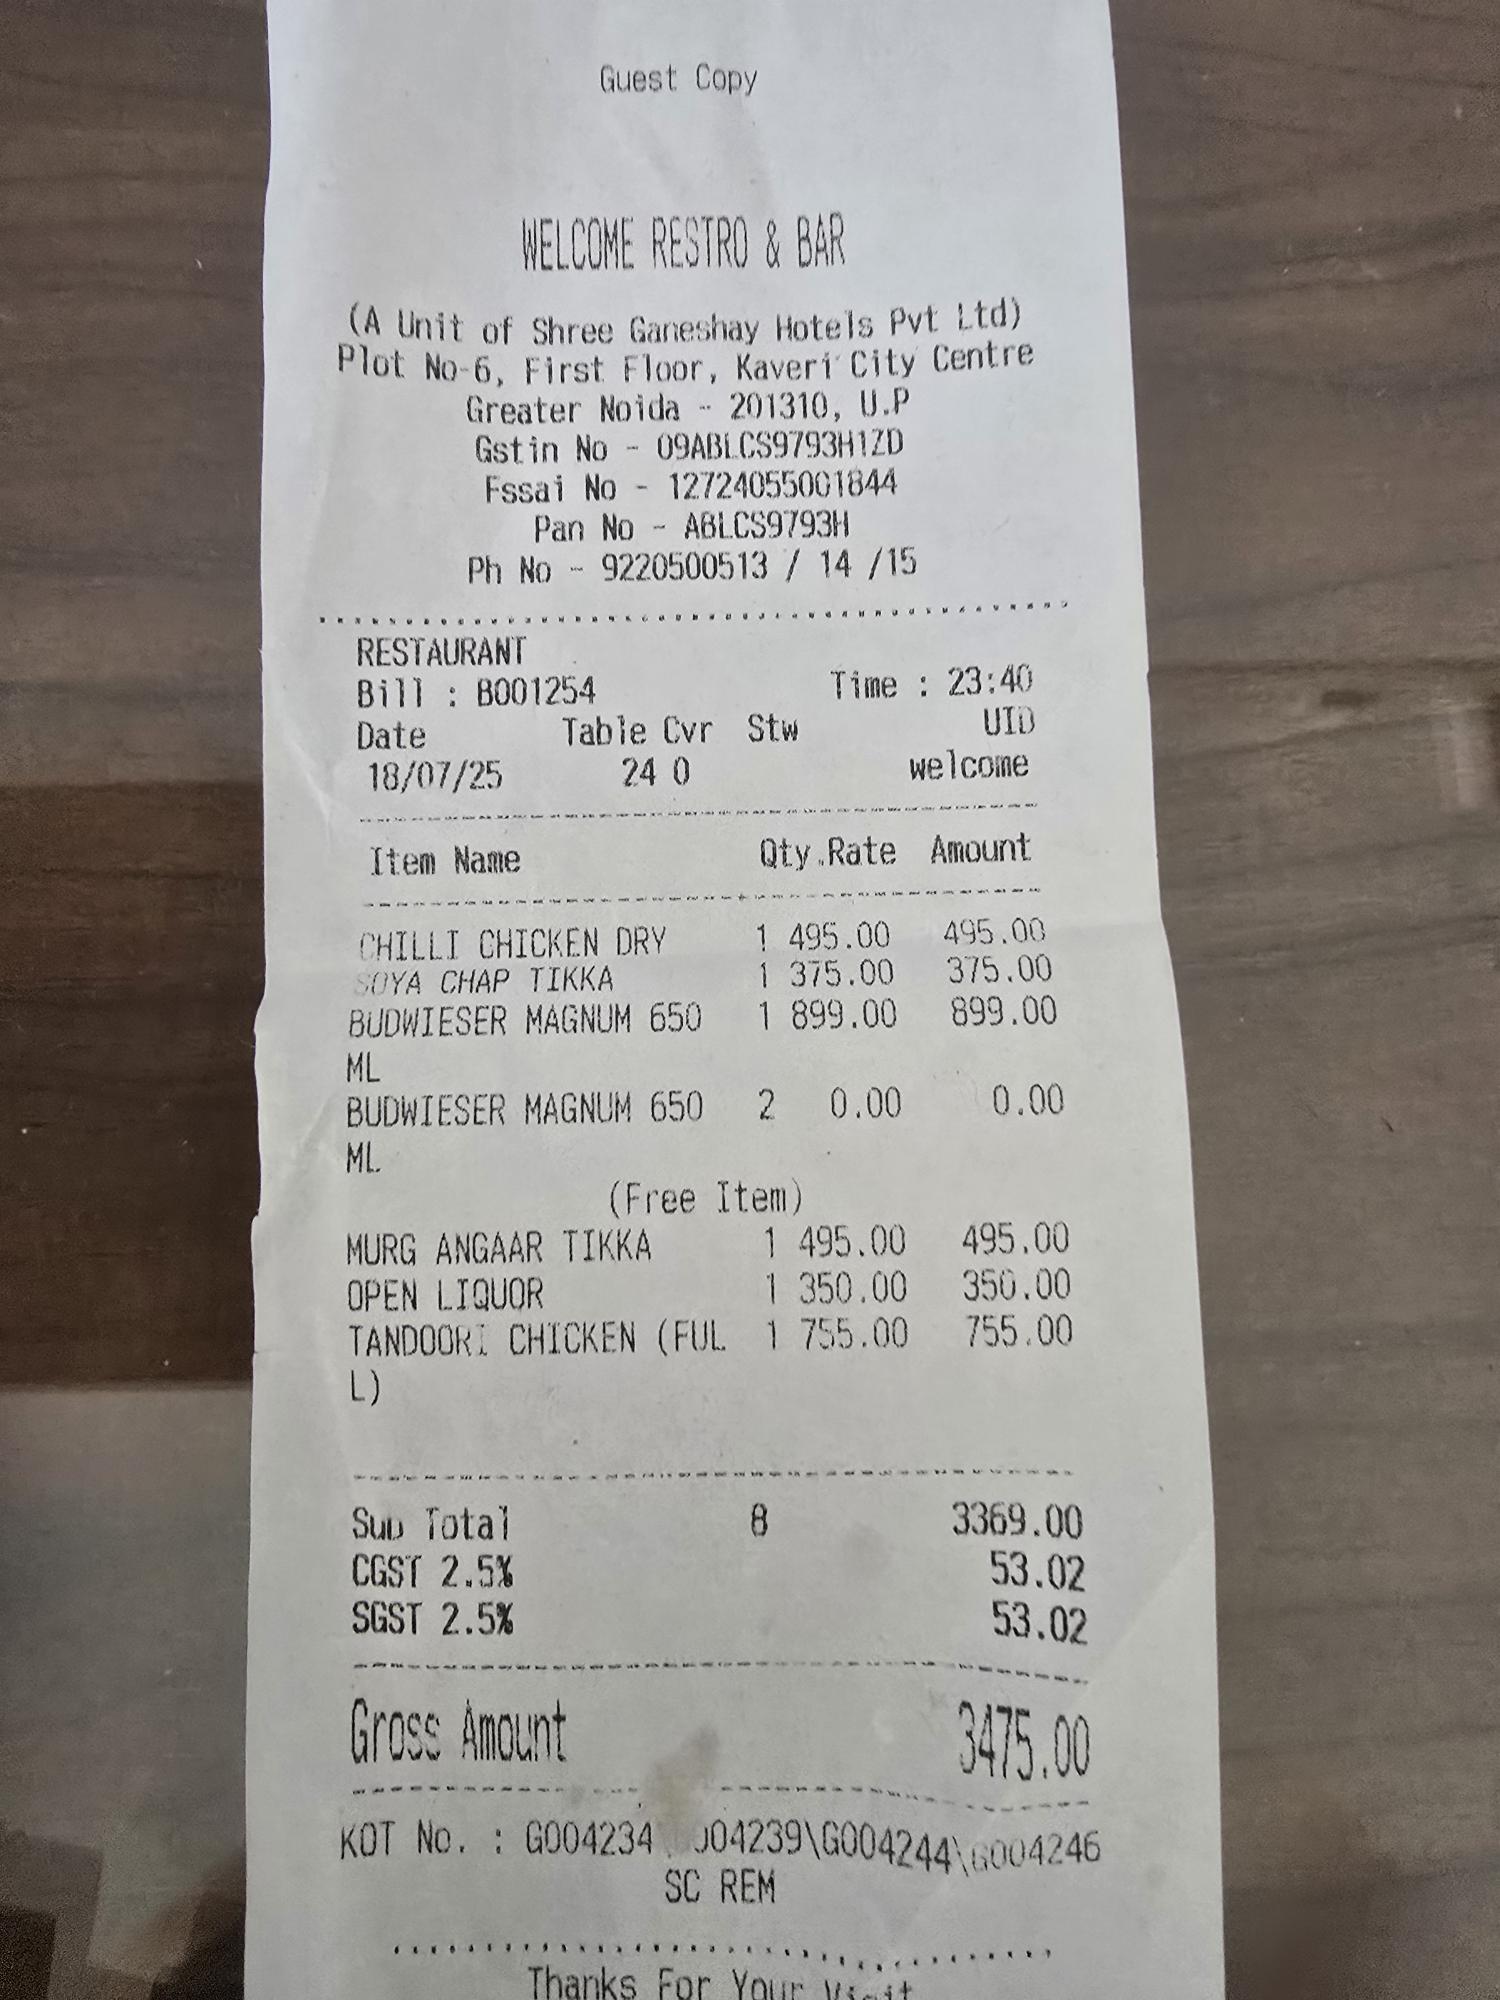 Guest Copy
WELCOME RESTRO & BAR
(A Unit of Shree Ganeshay Hotels Pvt Ltd)
Plot No-6, First Floor, Kaveri City Centre
Greater Noida - 201310, U.P
Gstin No - 09ABLCS9793H1ZD
Fssai No - 12724055001844
Pan No - ABLCS9793H
Ph No - 9220500513 / 14 /15
RESTAURANT
Bill : B001254 Time : 23:40
Date Table Cvr Stw UID
18/07/25 24 0 welcome
Item Name Qty.Rate Amount
CHILLI CHICKEN DRY 1 495.00 495.00
SOYA CHAP TIKKA 1 375.00 375.00
BUDWIESER MAGNUM 650 1 899.00 899.00
ML
BUDWIESER MAGNUM 650 2 0.00 0.00
ML
(Free Item)
MURG ANGAAR TIKKA 1 495.00 495.00
OPEN LIQUOR 1 350.00 350.00
TANDOORI CHICKEN (FUL 1 755.00 755.00
L)
Sub Total 8 3369.00
CGST 2.5% 53.02
SGST 2.5% 53.02
Gross Amount 3475.00
KOT No. : G004234 04239\G004244\G004246
SC REM
Thanks For Your Visit